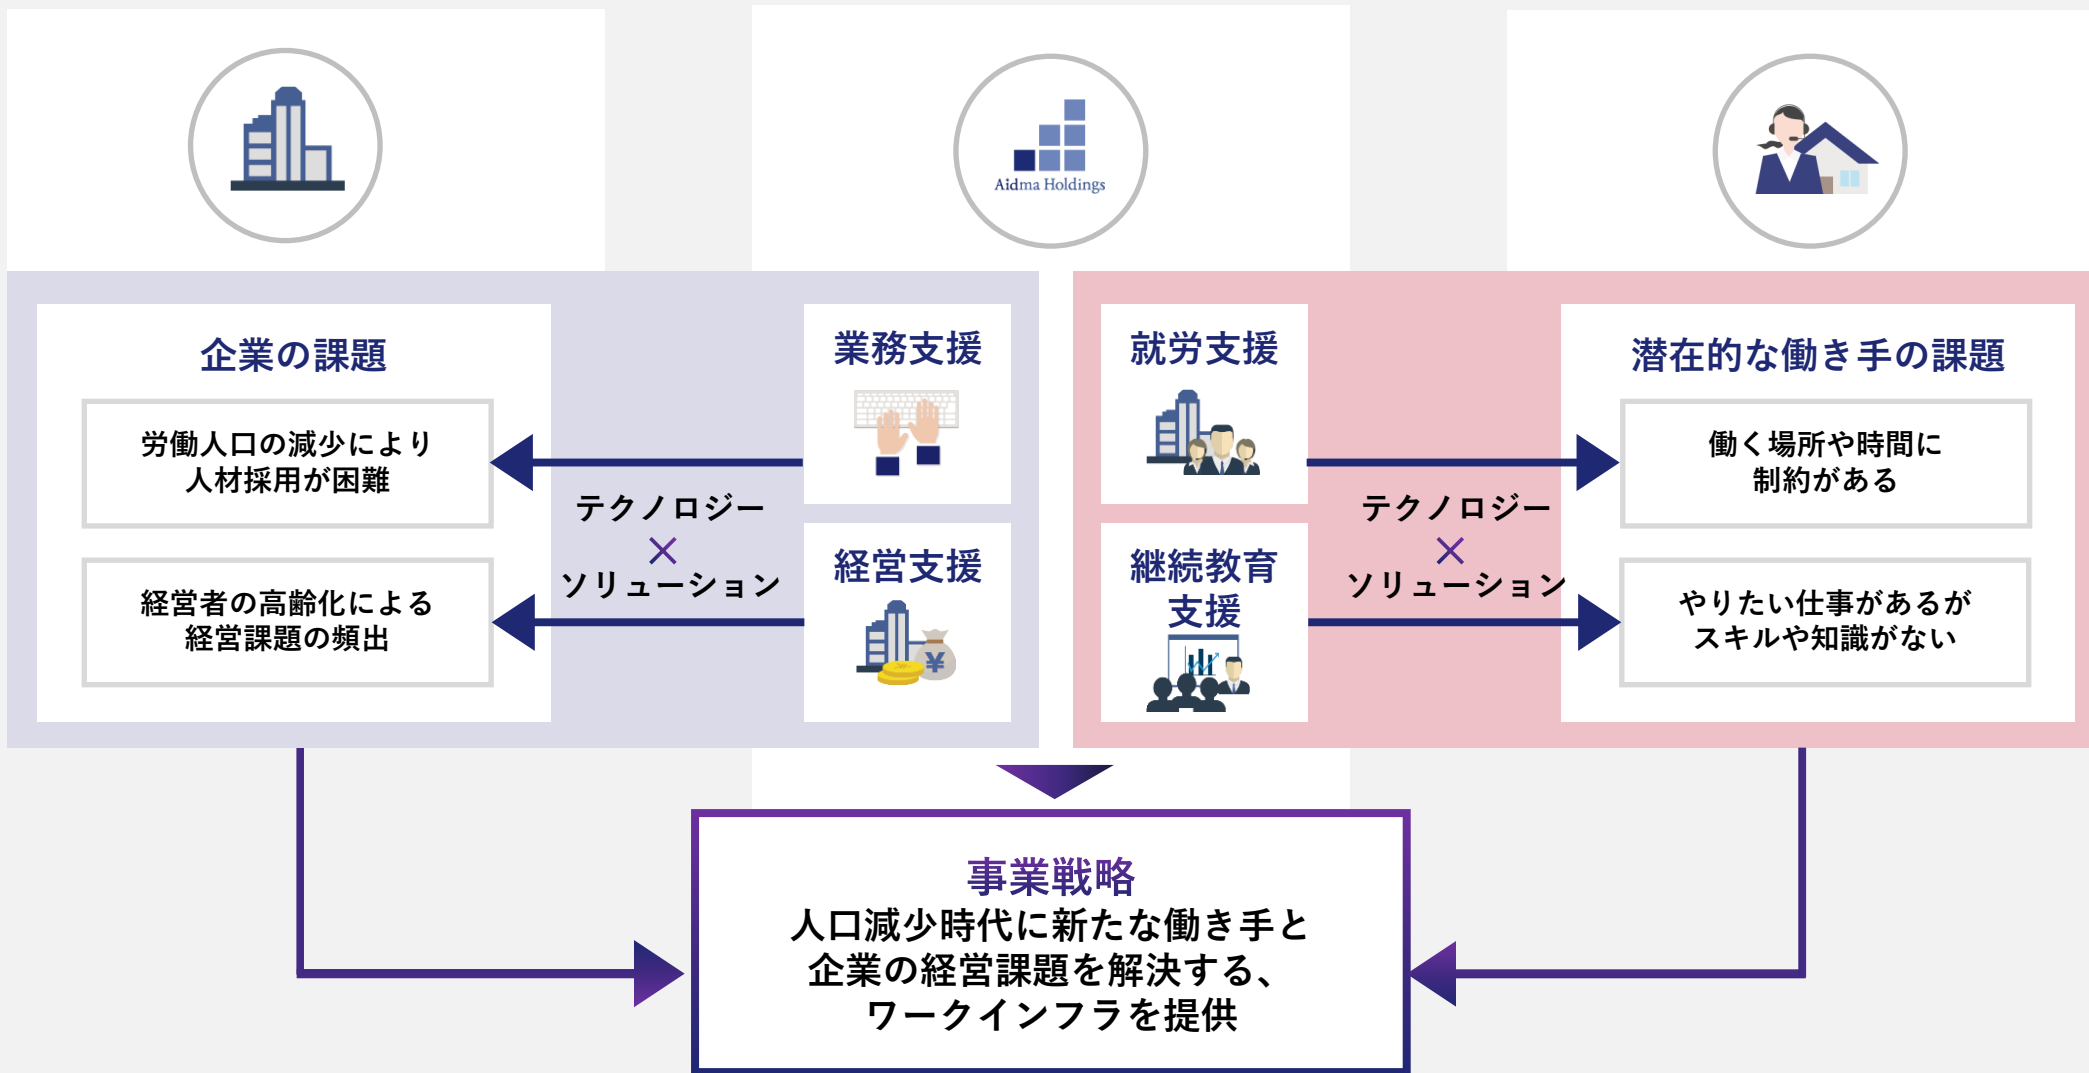 Aidma Holdings
企業の課題
労働人口の減少により
人材採用が困難
経営者の高齢化による
経営課題の頻出
テクノロジー
×
ソリューション
業務支援
経営支援
¥
就労支援
継続教育
支援
テクノロジー
×
ソリューション
潜在的な働き手の課題
働く場所や時間に
制約がある
やりたい仕事があるが
スキルや知識がない
事業戦略
人口減少時代に新たな働き手と
企業の経営課題を解決する、
ワークインフラを提供